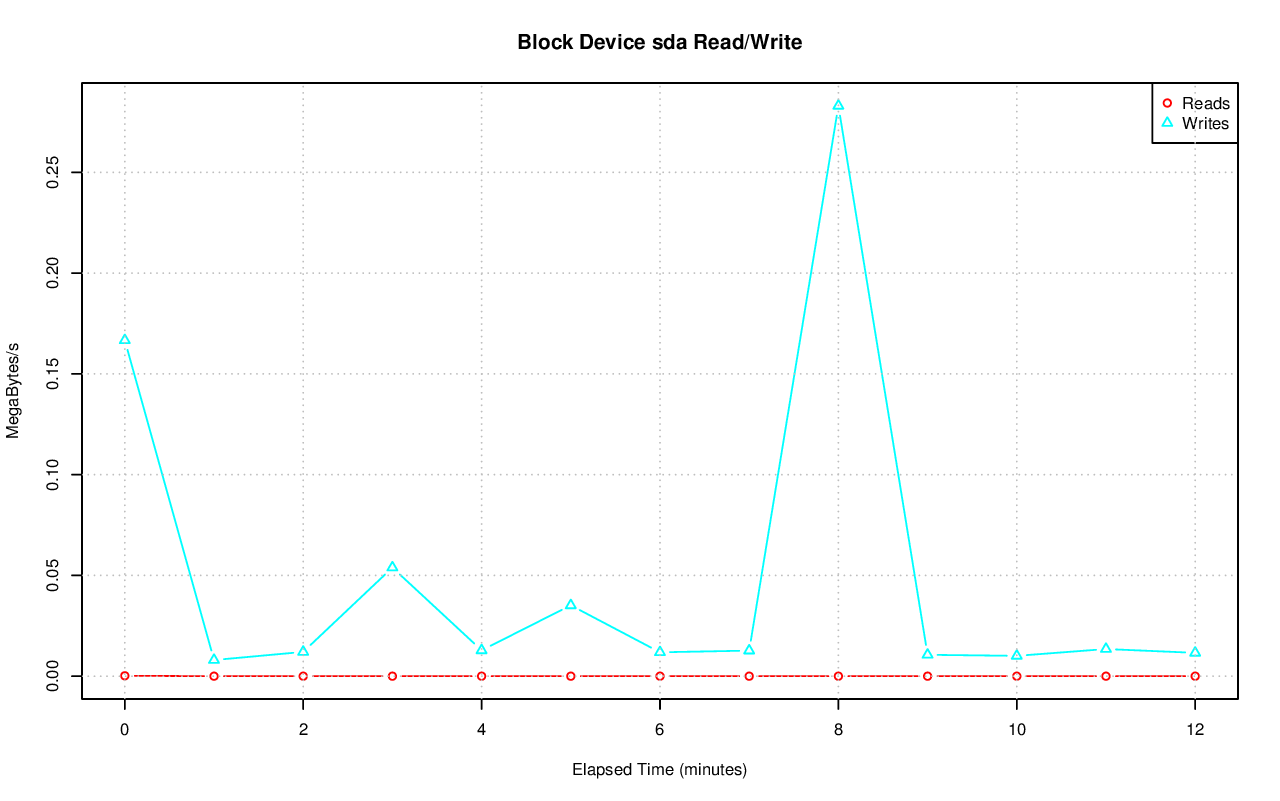 Block Device sda Read/Write
Reads
Writes
MegaBytes/s
0.25
0.20
0.15
0.10
0.05
0.00
0 2 4 6 8 10 12
Elapsed Time (minutes)